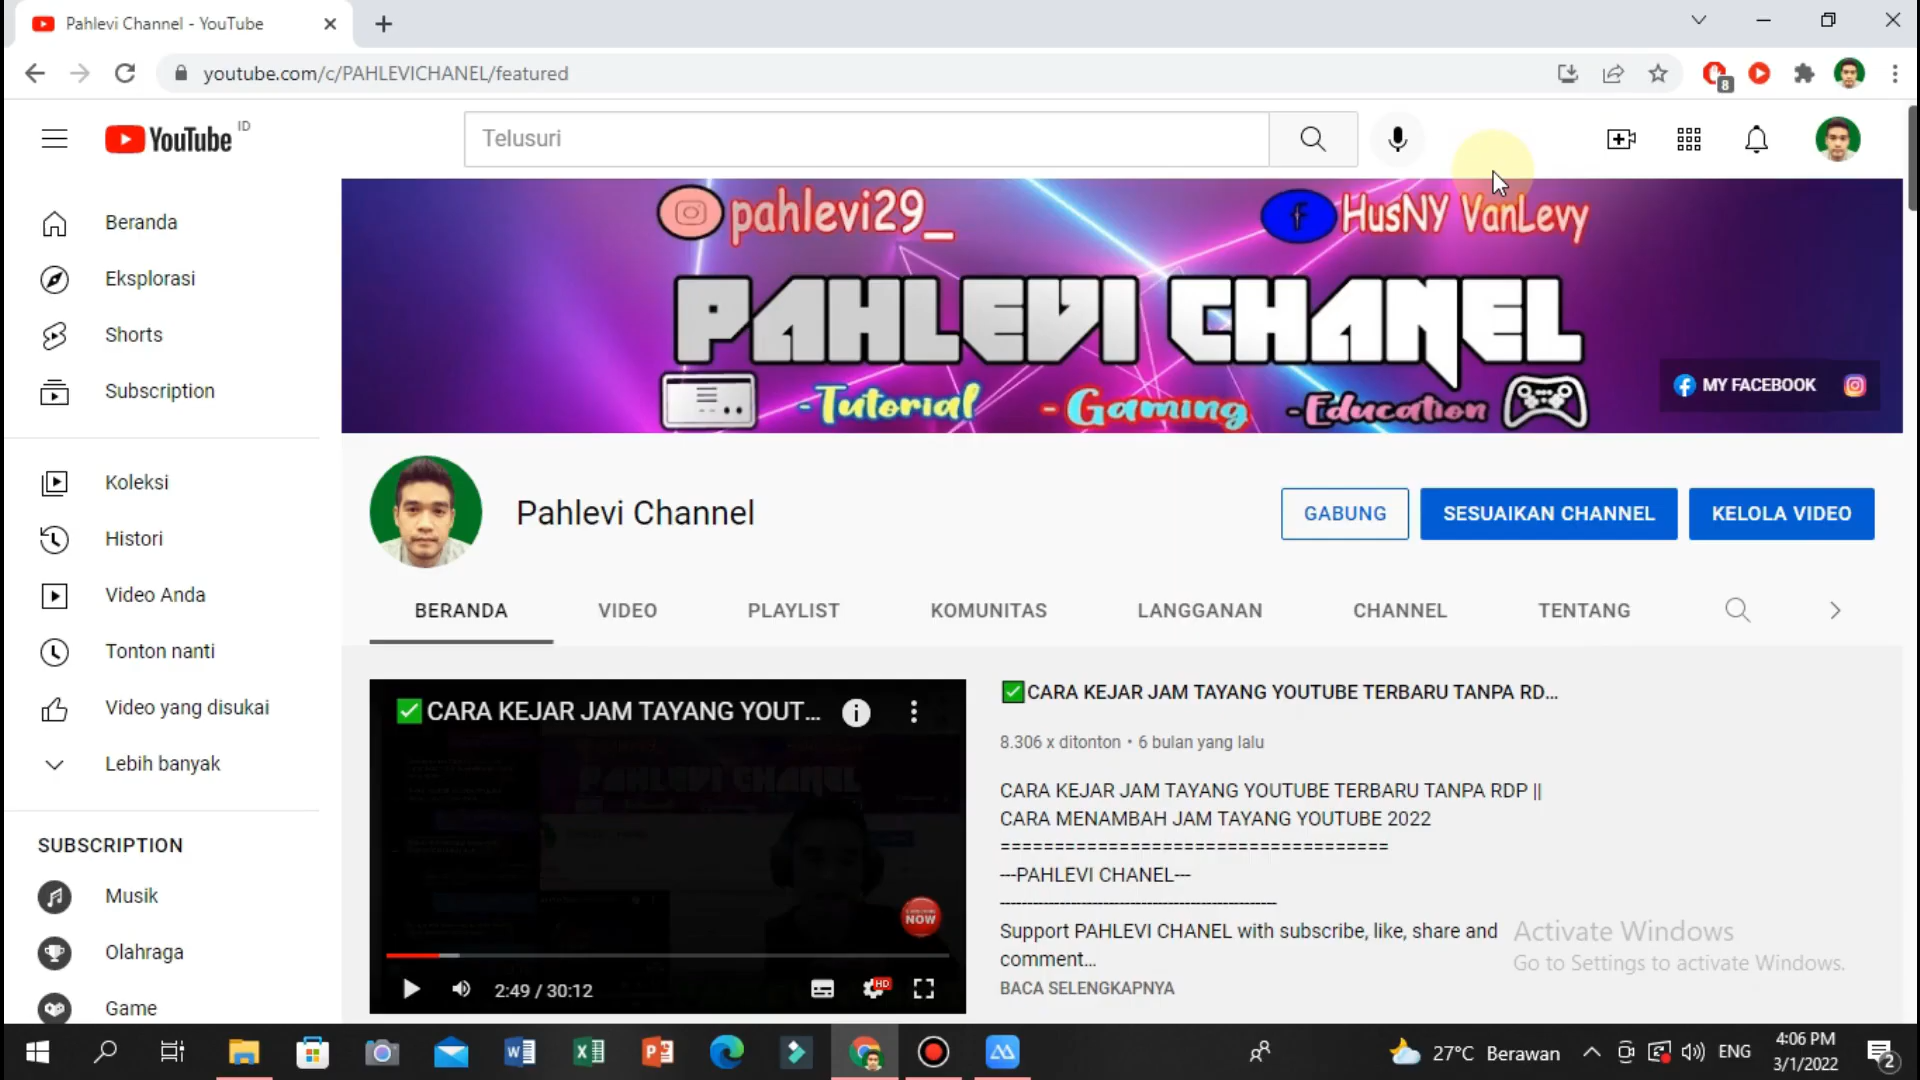 Pahlevi Channel - YouTube
youtube.com/c/PAHLEVICHANEL/featured
8
YouTube ID
Telusuri
Beranda
Eksplorasi
Shorts
Subscription
Koleksi
Histori
Video Anda
Tonton nanti
Video yang disukai
Lebih banyak
SUBSCRIPTION
Musik
Olahraga
Game
pahlevi29_
HusNY VanLevy
PAHLEVI CHANEL
-Tutorial -Gaming -Education
MY FACEBOOK
Pahlevi Channel
GABUNG
SESUAIKAN CHANNEL
KELOLA VIDEO
BERANDA VIDEO PLAYLIST KOMUNITAS LANGGANAN CHANNEL TENTANG
✅CARA KEJAR JAM TAYANG YOUT...
NOW
2:49 / 30:12
HD
✅CARA KEJAR JAM TAYANG YOUTUBE TERBARU TANPA RD...
8.306 x ditonton • 6 bulan yang lalu
CARA KEJAR JAM TAYANG YOUTUBE TERBARU TANPA RDP ||
CARA MENAMBAH JAM TAYANG YOUTUBE 2022
====================================
---PAHLEVI CHANEL---
--------------------------------------------------
Support PAHLEVI CHANEL with subscribe, like, share and
comment...
BACA SELENGKAPNYA
Activate Windows
Go to Settings to activate Windows.
27°C Berawan
ENG
4:06 PM
3/1/2022
2